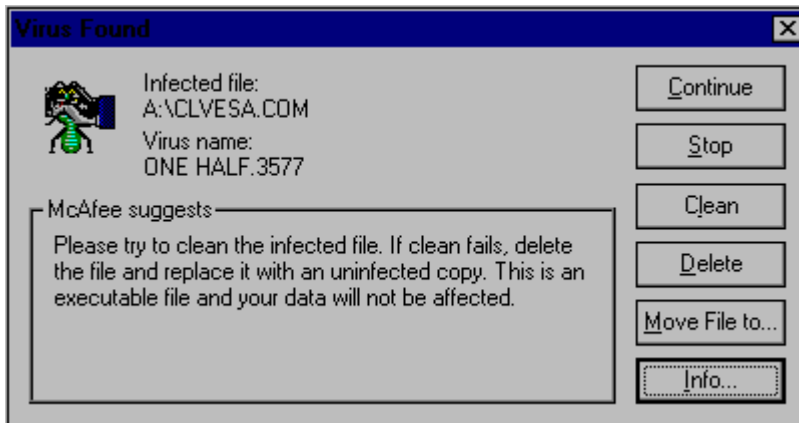 Virus Found
Infected file:
A:\CLVESA.COM
Virus name:
ONE HALF.3577
McAfee suggests
Please try to clean the infected file. If clean fails, delete
the file and replace it with an uninfected copy. This is an
executable file and your data will not be affected.
Continue
Stop
Clean
Delete
Move File to...
Info...